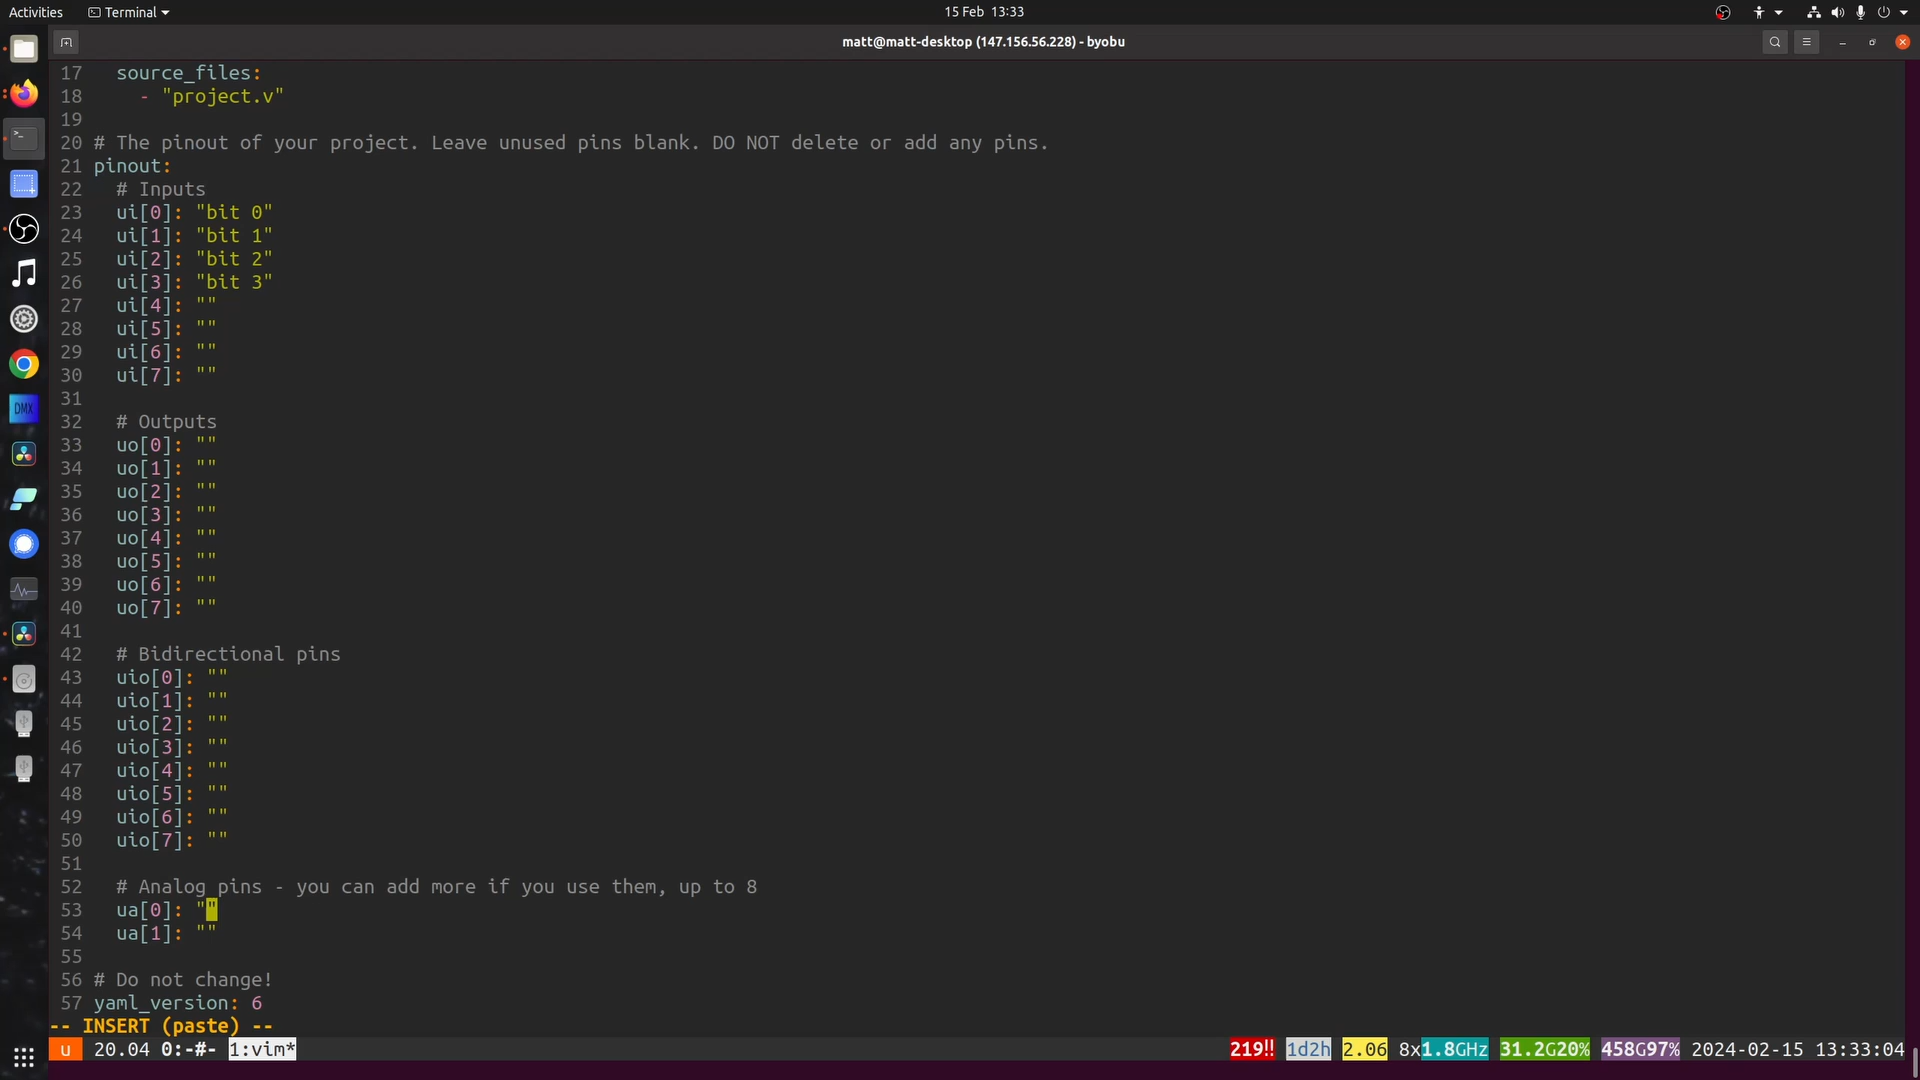 Activities Terminal 15 Feb 13:33
matt@matt-desktop (147.156.56.228) - byobu
17 source_files:
18 - "project.v"
19
20 # The pinout of your project. Leave unused pins blank. DO NOT delete or add any pins.
21 pinout:
22 # Inputs
23 ui[0]: "bit 0"
24 ui[1]: "bit 1"
25 ui[2]: "bit 2"
26 ui[3]: "bit 3"
27 ui[4]: ""
28 ui[5]: ""
29 ui[6]: ""
30 ui[7]: ""
31
32 # Outputs
33 uo[0]: ""
34 uo[1]: ""
35 uo[2]: ""
36 uo[3]: ""
37 uo[4]: ""
38 uo[5]: ""
39 uo[6]: ""
40 uo[7]: ""
41
42 # Bidirectional pins
43 uio[0]: ""
44 uio[1]: ""
45 uio[2]: ""
46 uio[3]: ""
47 uio[4]: ""
48 uio[5]: ""
49 uio[6]: ""
50 uio[7]: ""
51
52 # Analog pins - you can add more if you use them, up to 8
53 ua[0]: ""
54 ua[1]: ""
55
56 # Do not change!
57 yaml_version: 6
-- INSERT (paste) --
u 20.04 0:-#- 1:vim* 219!! 1d2h 2.06 8x1.8GHz 31.2G20% 458G97% 2024-02-15 13:33:04
DMX